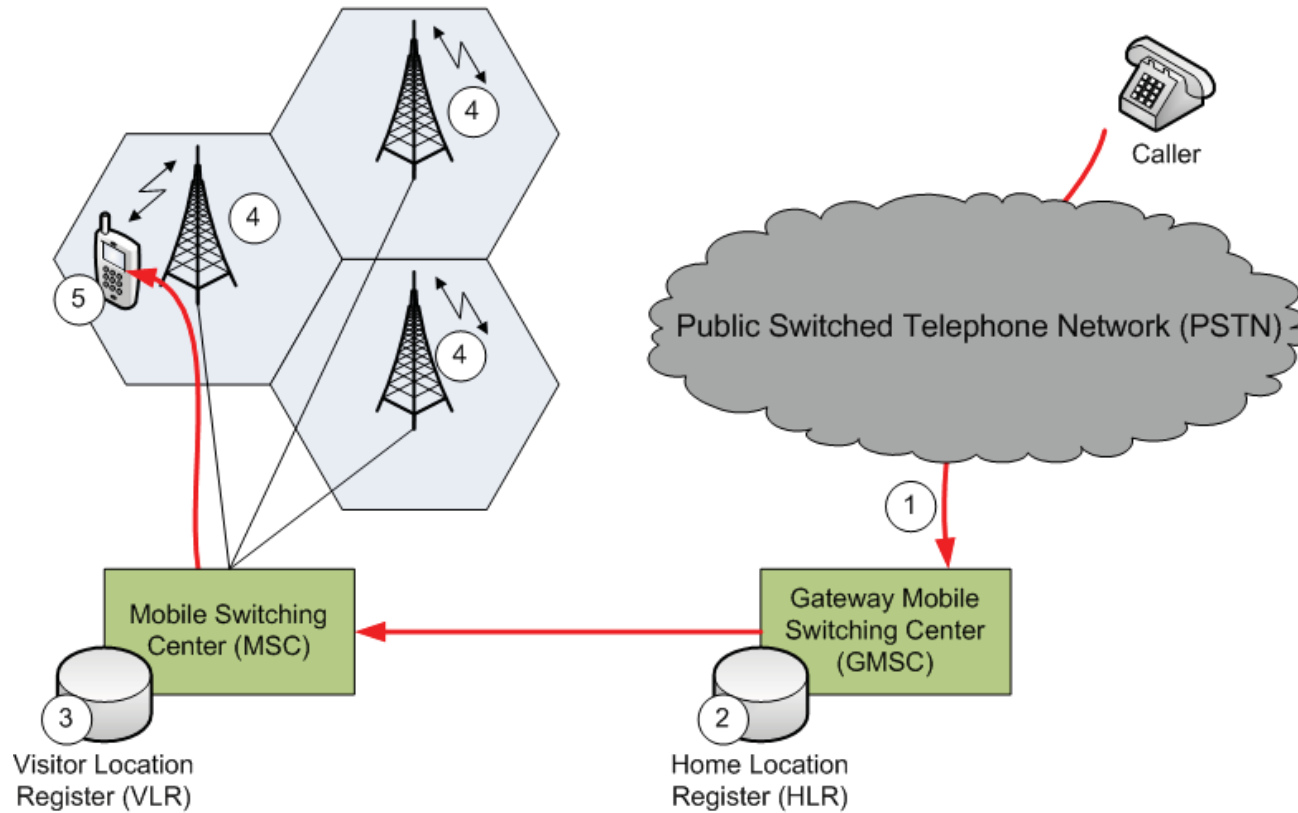 4
Caller
4
5
4
Public Switched Telephone Network (PSTN)
1
Mobile Switching
Center (MSC)
Gateway Mobile
Switching Center
(GMSC)
3
Visitor Location
Register (VLR)
2
Home Location
Register (HLR)